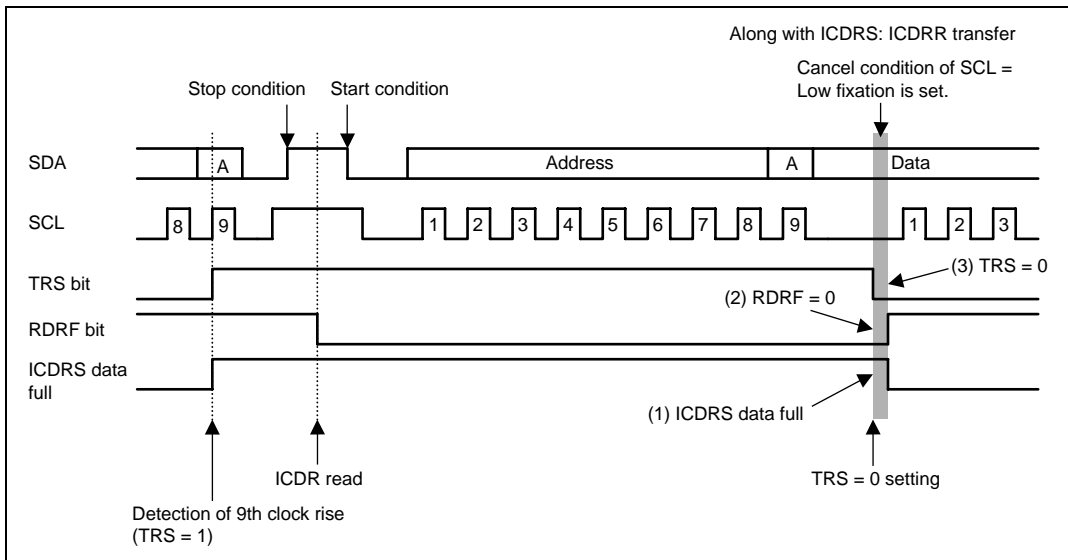 Along with ICDRS: ICDRR transfer
Cancel condition of SCL =
Low fixation is set.
Stop condition
Start condition
SDA
A
Address
A
Data
SCL
8
9
1
2
3
4
5
6
7
8
9
1
2
3
TRS bit
(3) TRS = 0
(2) RDRF = 0
RDRF bit
ICDRS data
full
(1) ICDRS data full
ICDR read
TRS = 0 setting
Detection of 9th clock rise
(TRS = 1)